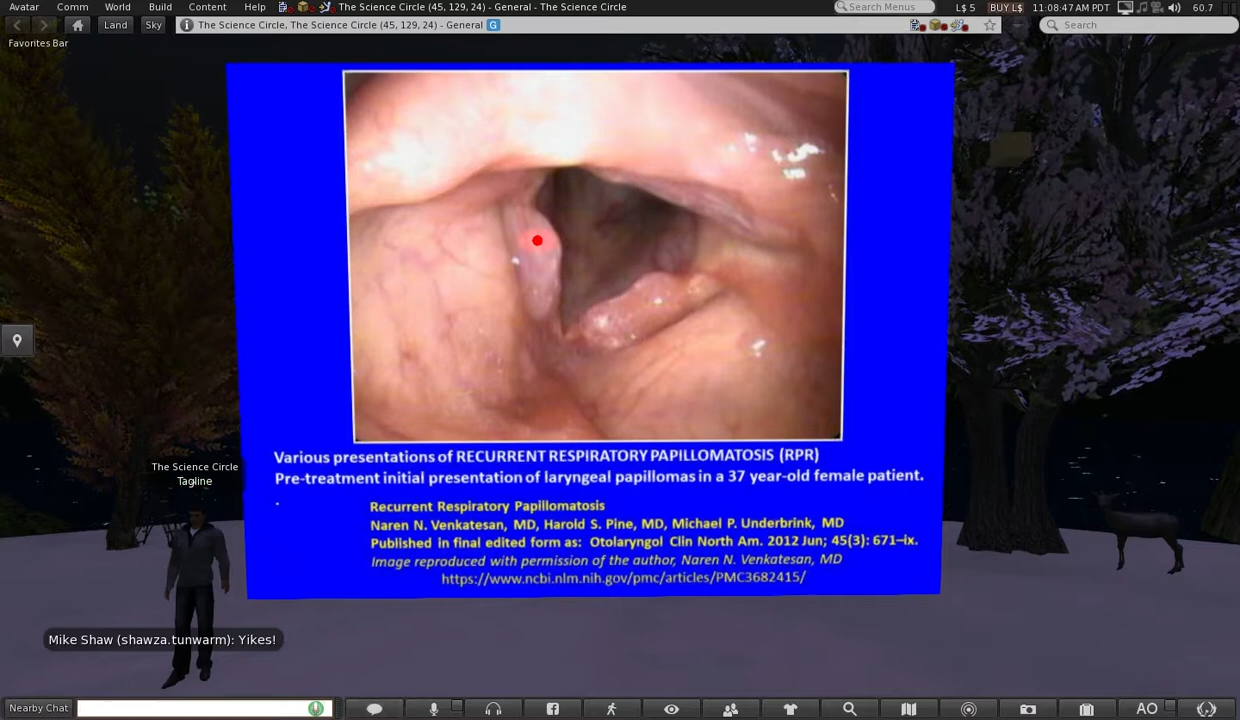 Avatar Comm World Build Content Help The Science Circle, The Science Circle (45, 129, 24) - General - The Science Circle Search Menus L$ 5 BUY L$ 11:08:47 AM PDT 60.7
Land Sky The Science Circle, The Science Circle (45, 129, 24) - General G Search
Favorites Bar
Various presentations of RECURRENT RESPIRATORY PAPILLOMATOSIS (RPR)
Pre-treatment initial presentation of laryngeal papillomas in a 37 year-old female patient.
The Science Circle
Tagline
Recurrent Respiratory Papillomatosis
Naren N. Venkatesan, MD, Harold S. Pine, MD, Michael P. Underbrink, MD
Published in final edited form as: Otolaryngol Clin North Am. 2012 Jun; 45(3): 671–ix.
Image reproduced with permission of the author, Naren N. Venkatesan, MD
https://www.ncbi.nlm.nih.gov/pmc/articles/PMC3682415/
Mike Shaw (shawza.tunwarm): Yikes!
Nearby Chat AO